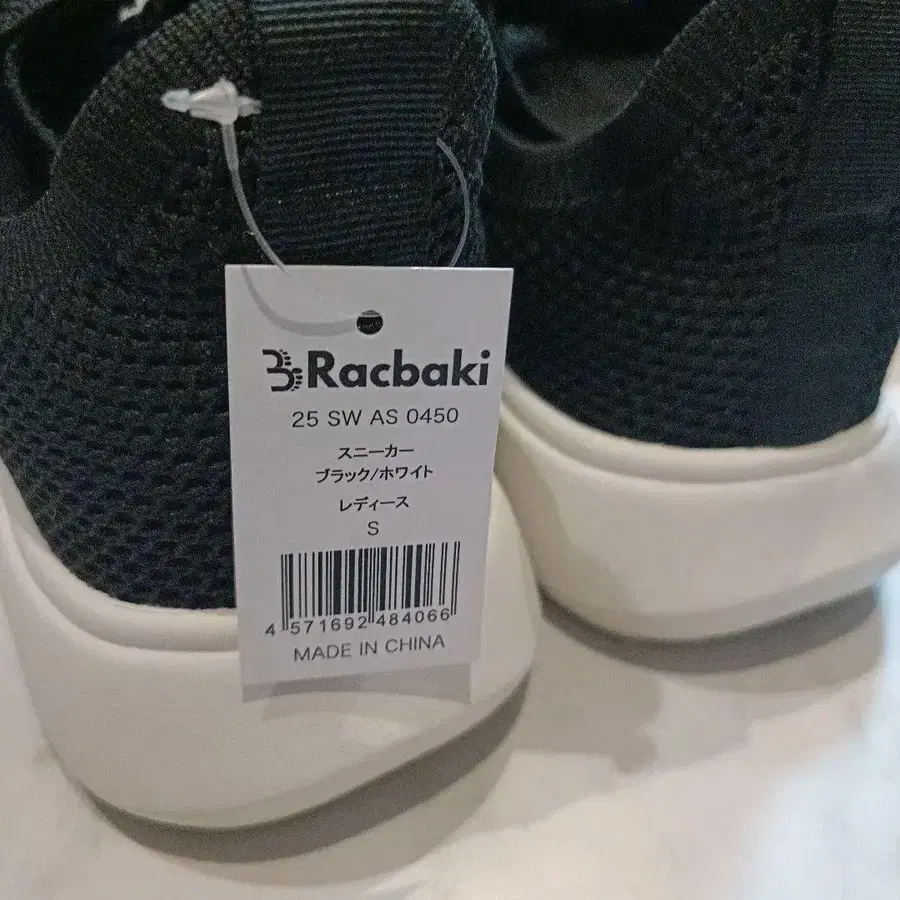 Racbaki
25 SW AS 0450
スニーカー
ブラック/ホワイト
レディース
S
4 571692 484066
MADE IN CHINA